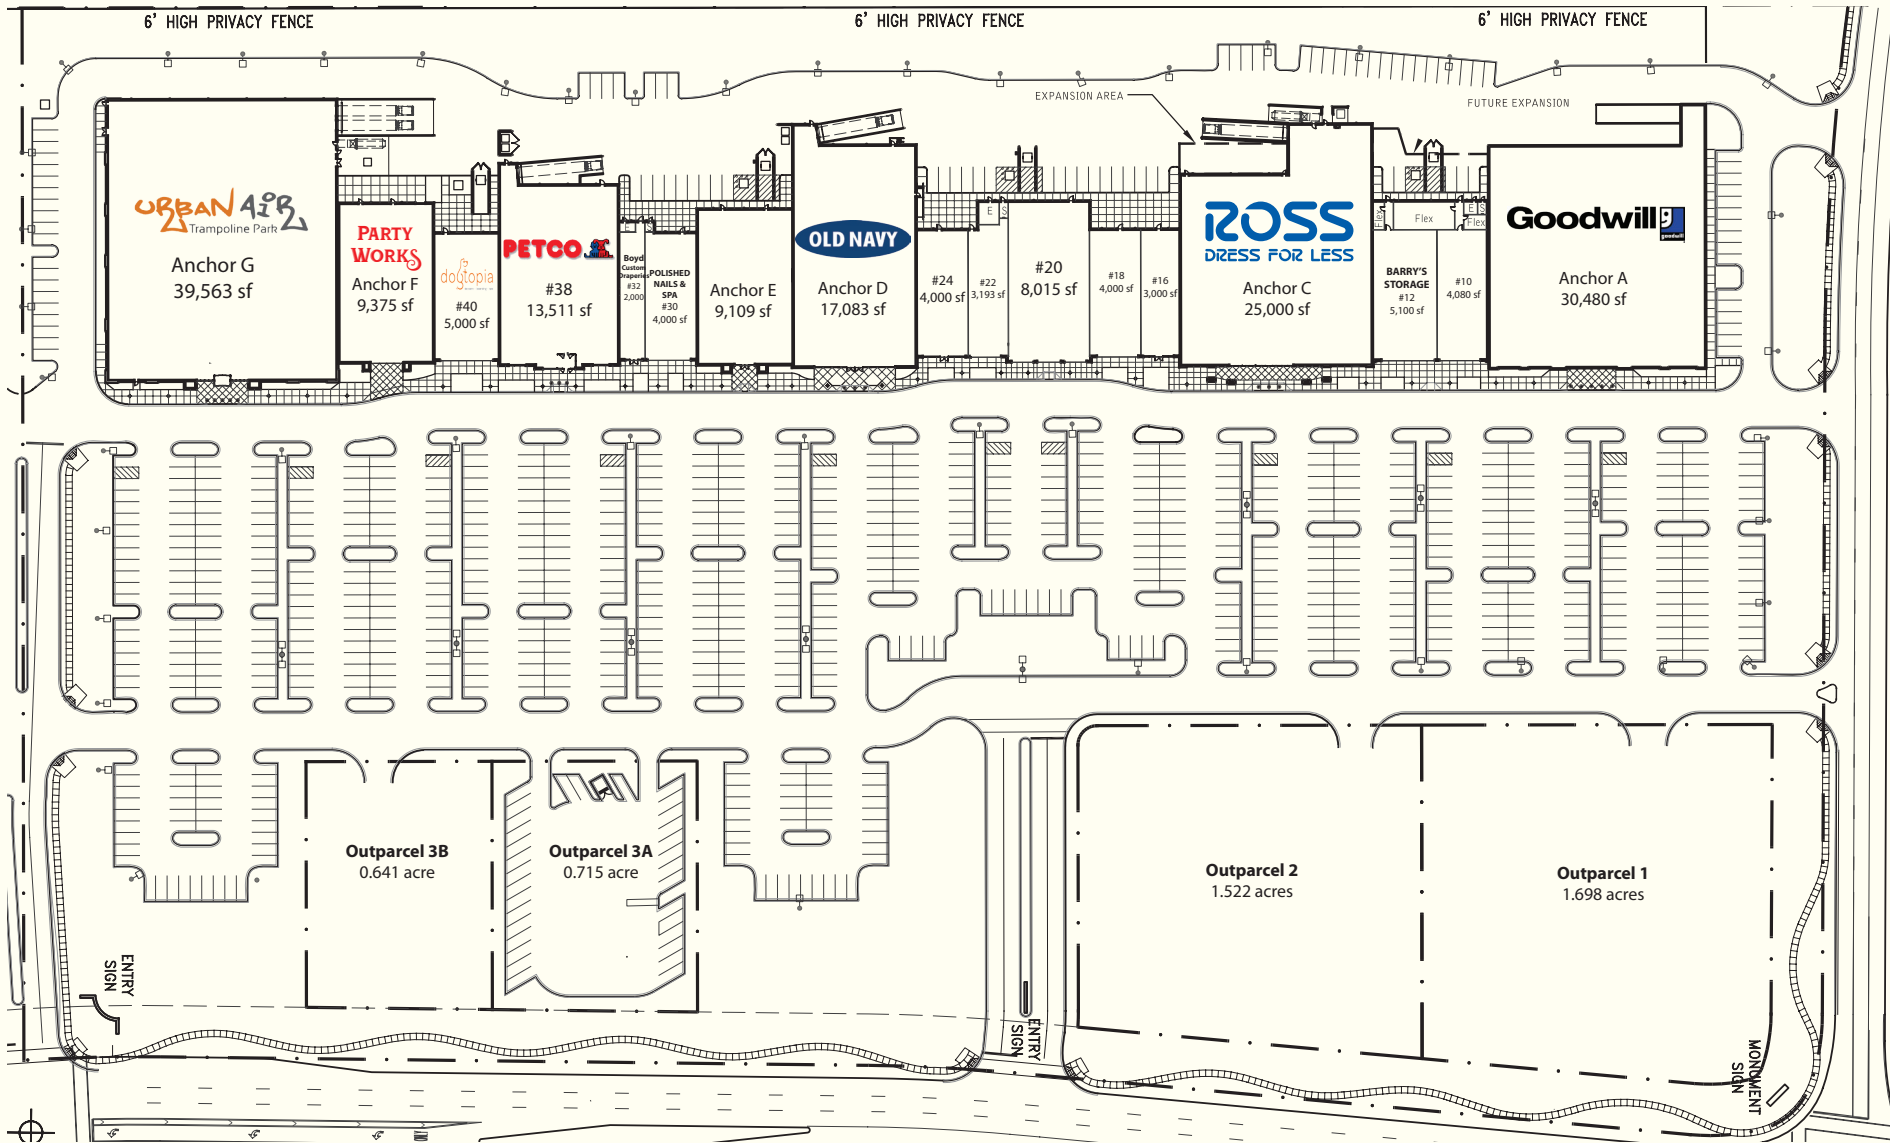 6' HIGH PRIVACY FENCE
6' HIGH PRIVACY FENCE
6' HIGH PRIVACY FENCE
EXPANSION AREA
FUTURE EXPANSION
URBAN AIR
Trampoline Park
Anchor G
39,563 sf
PARTY
WORKS
Anchor F
9,375 sf
dogtopia
#40
5,000 sf
PETCO
#38
13,511 sf
E
S
Boyd
Custom
Draperies
#32
2,000
POLISHED
NAILS &
SPA
#30
4,000 sf
Anchor E
9,109 sf
OLD NAVY
Anchor D
17,083 sf
#24
4,000 sf
E
S
#22
3,193 sf
#20
8,015 sf
#18
4,000 sf
#16
3,000 sf
ROSS
DRESS FOR LESS
Anchor C
25,000 sf
Flex
Flex
E
S
Flex
BARRY'S
STORAGE
#12
5,100 sf
#10
4,080 sf
Goodwill
goodwill
Anchor A
30,480 sf
Outparcel 3B
0.641 acre
Outparcel 3A
0.715 acre
Outparcel 2
1.522 acres
Outparcel 1
1.698 acres
ENTRY
SIGN
ENTRY
SIGN
MONUMENT
SIGN